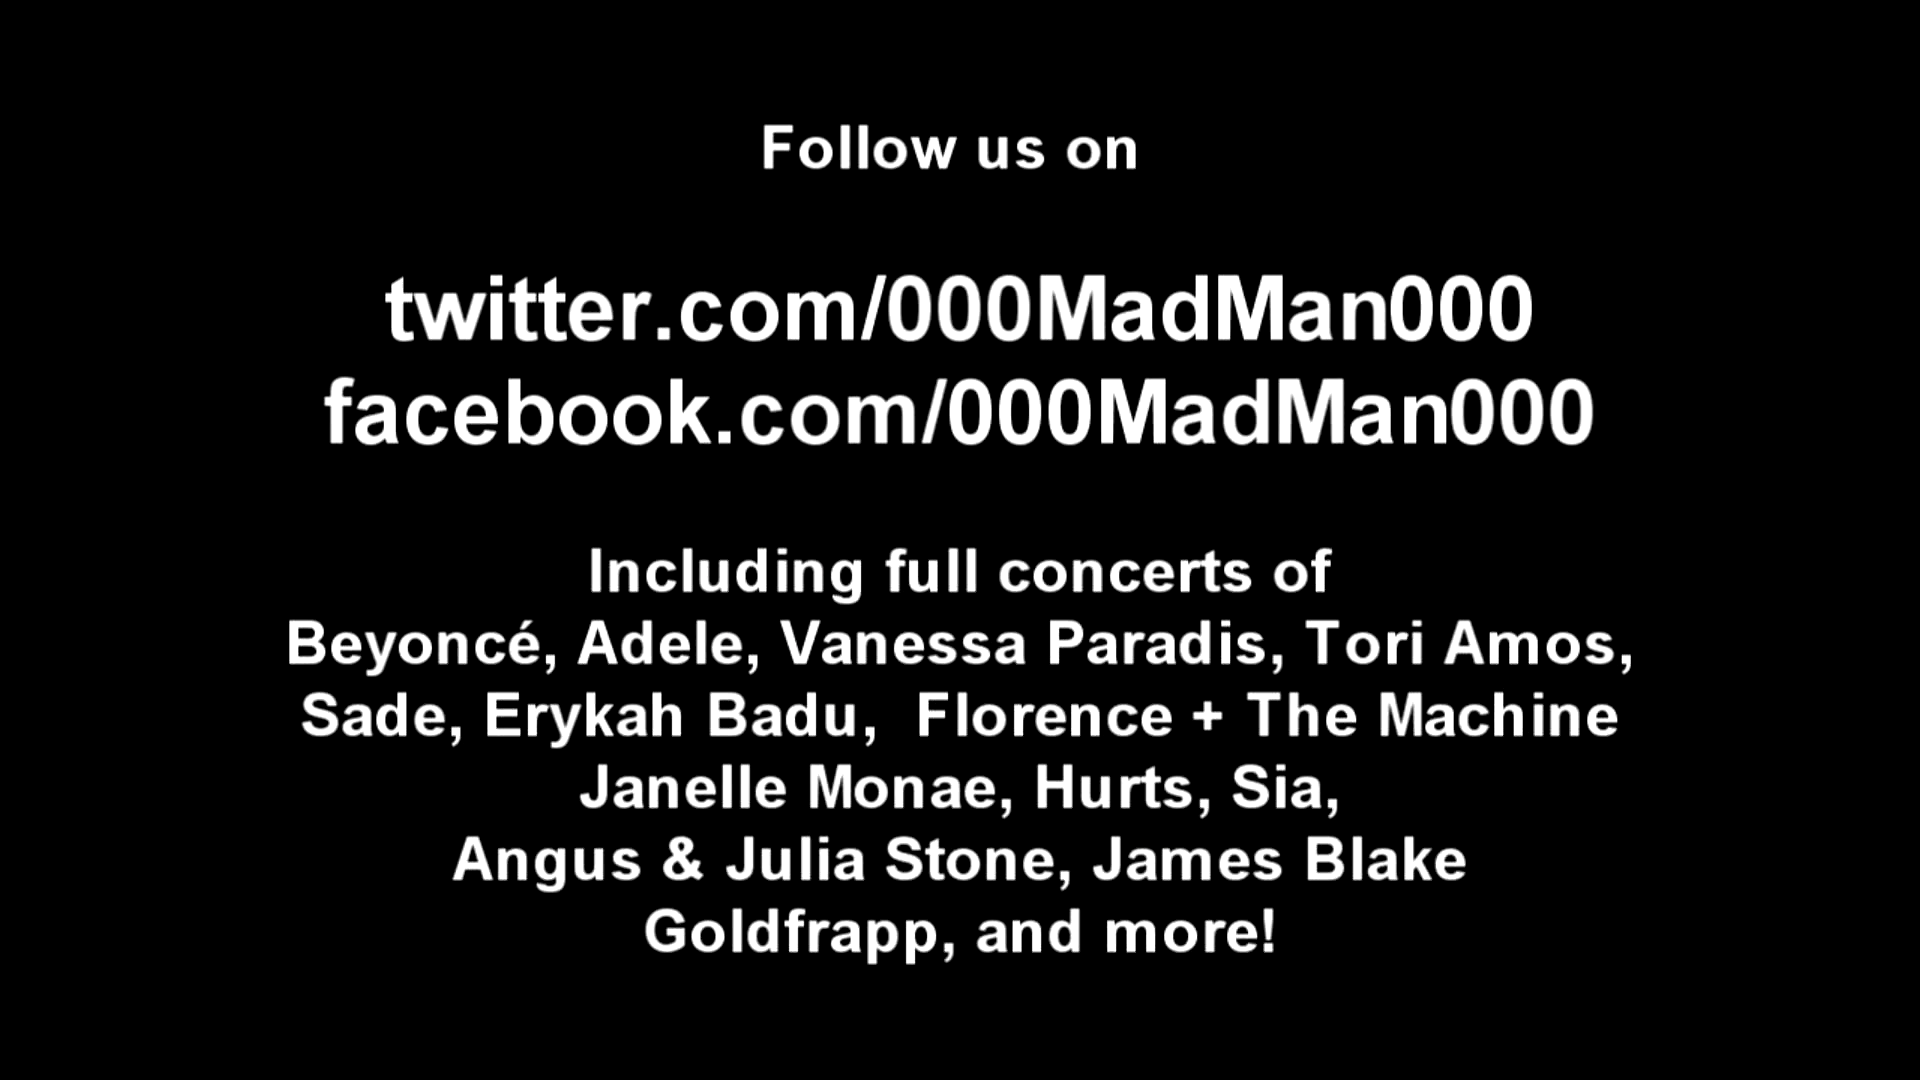 Follow us on
twitter.com/000MadMan000
facebook.com/000MadMan000
Including full concerts of
Beyoncé, Adele, Vanessa Paradis, Tori Amos,
Sade, Erykah Badu,  Florence + The Machine
Janelle Monae, Hurts, Sia,
Angus & Julia Stone, James Blake
Goldfrapp, and more!